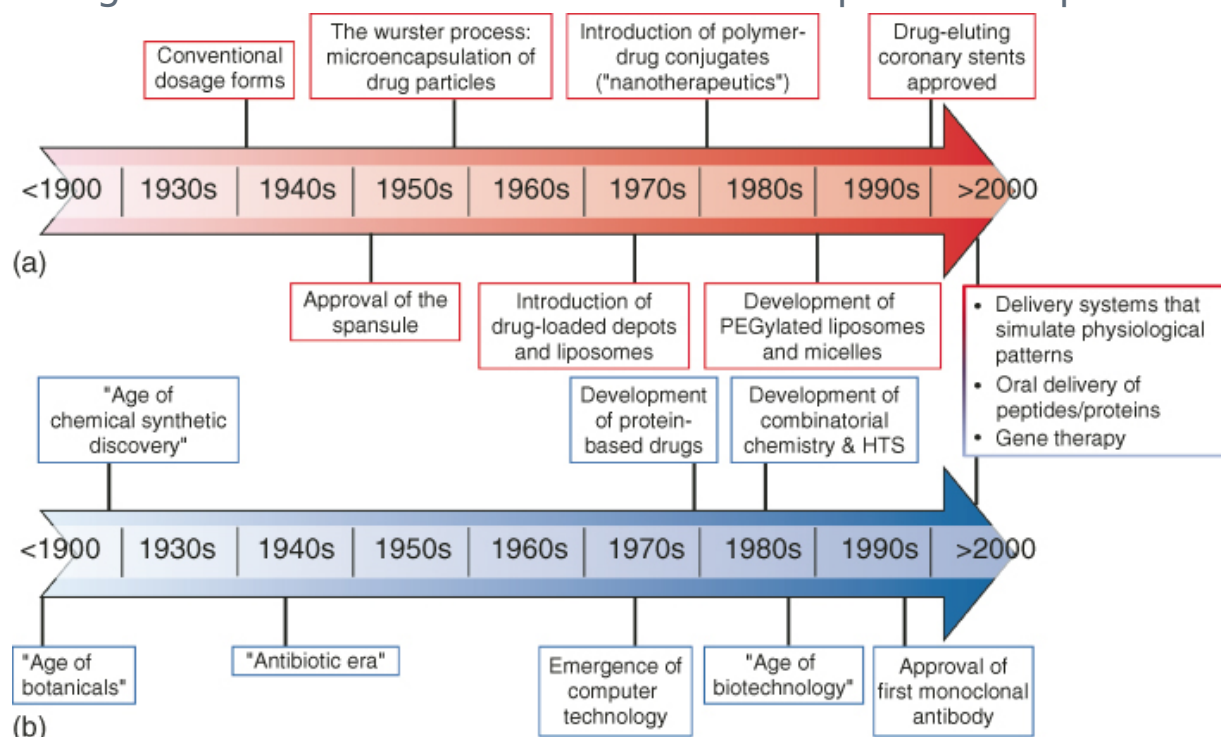 Conventional
dosage forms
The wurster process:
microencapsulation of
drug particles
Introduction of polymer-
drug conjugates
("nanotherapeutics")
Drug-eluting
coronary stents
approved
<1900 1930s 1940s 1950s 1960s 1970s 1980s 1990s >2000
(a)
Approval of the
spansule
Introduction of
drug-loaded depots
and liposomes
Development of
PEGylated liposomes
and micelles
• Delivery systems that
simulate physiological
patterns
• Oral delivery of
peptides/proteins
• Gene therapy
"Age of
chemical synthetic
discovery"
Development
of protein-
based drugs
Development of
combinatorial
chemistry & HTS
<1900 1930s 1940s 1950s 1960s 1970s 1980s 1990s >2000
"Age of
botanicals"
"Antibiotic era"
Emergence of
computer
technology
"Age of
biotechnology"
Approval of
first monoclonal
antibody
(b)